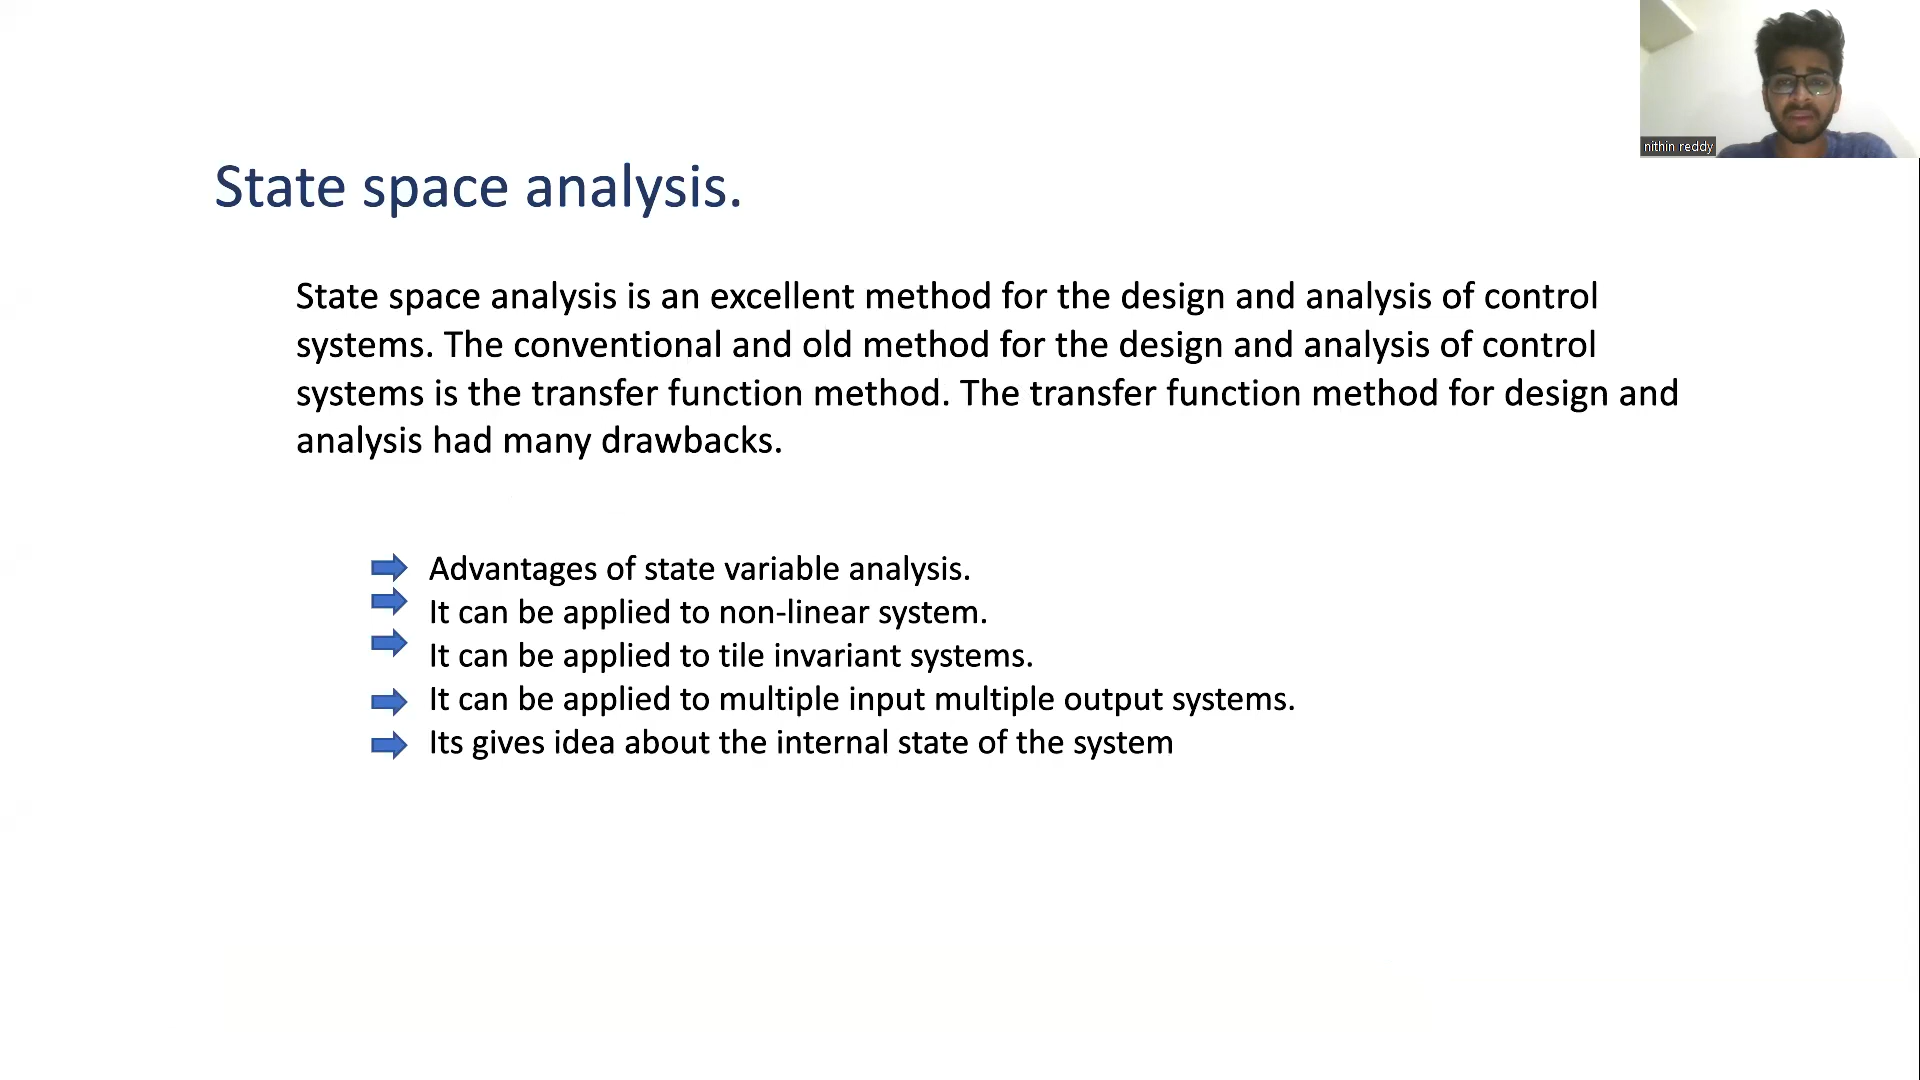 nithin reddy
State space analysis.
State space analysis is an excellent method for the design and analysis of control
systems. The conventional and old method for the design and analysis of control
systems is the transfer function method. The transfer function method for design and
analysis had many drawbacks.
Advantages of state variable analysis.
It can be applied to non-linear system.
It can be applied to tile invariant systems.
It can be applied to multiple input multiple output systems.
Its gives idea about the internal state of the system